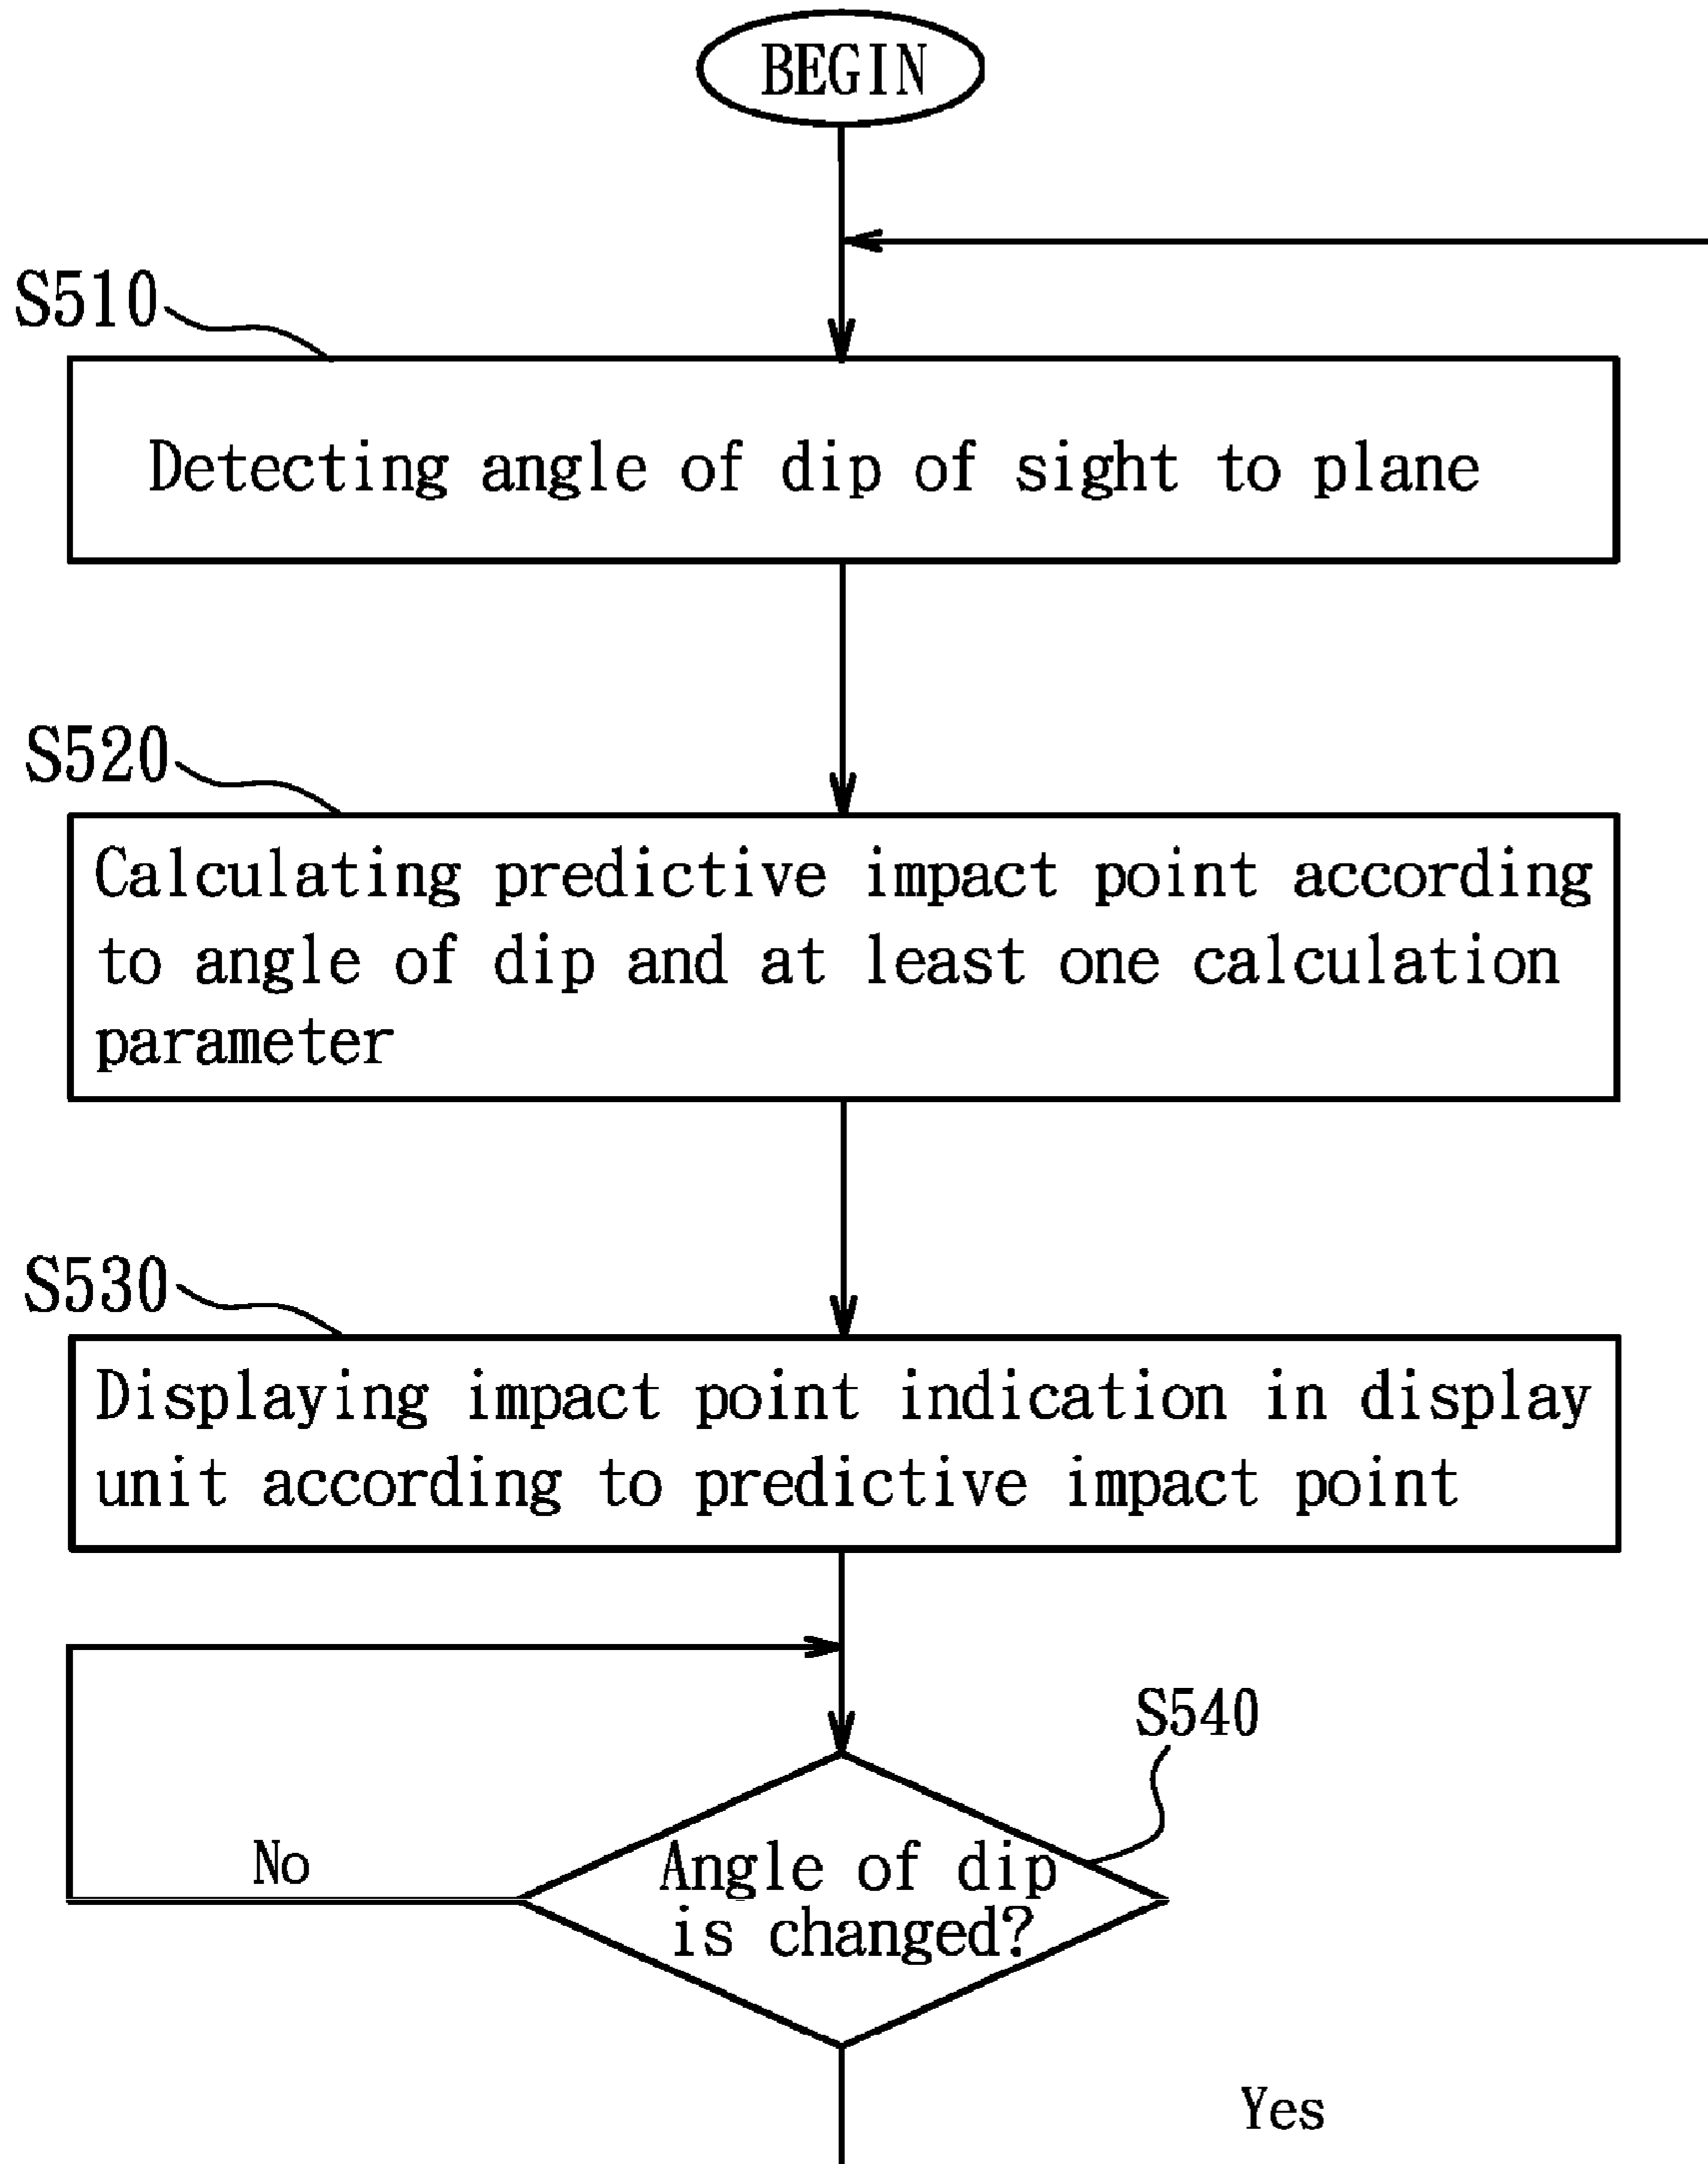 BEGIN
S510
Detecting angle of dip of sight to plane
S520
Calculating predictive impact point according
to angle of dip and at least one calculation
parameter
S530
Displaying impact point indication in display
unit according to predictive impact point
S540
No
Angle of dip
is changed?
Yes